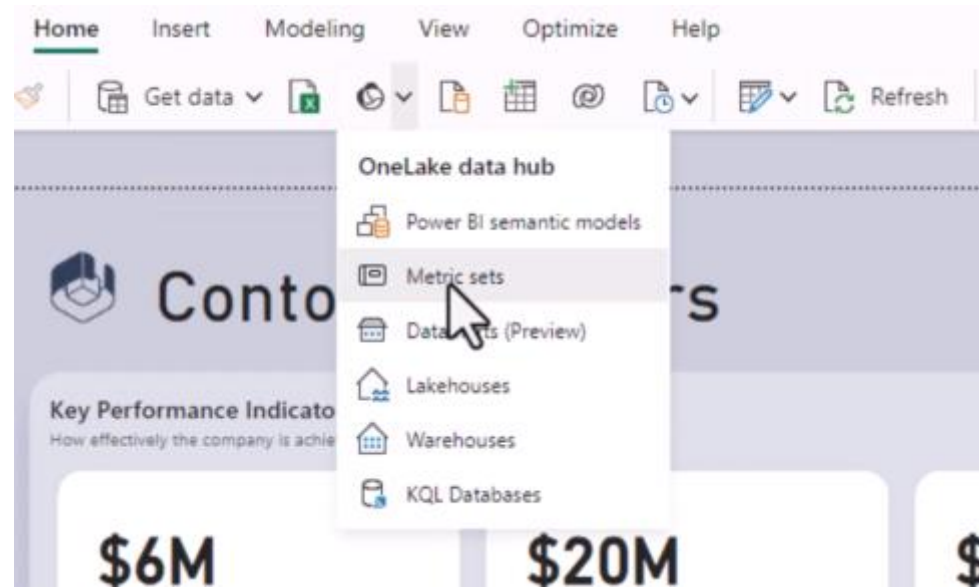 Home Insert Modeling View Optimize Help
Get data Refresh
OneLake data hub
Power BI semantic models
Metric sets
(Preview)
Lakehouses
Warehouses
KQL Databases
Conto rs
Key Performance Indicato
How effectively the company is achie
$6M $20M $